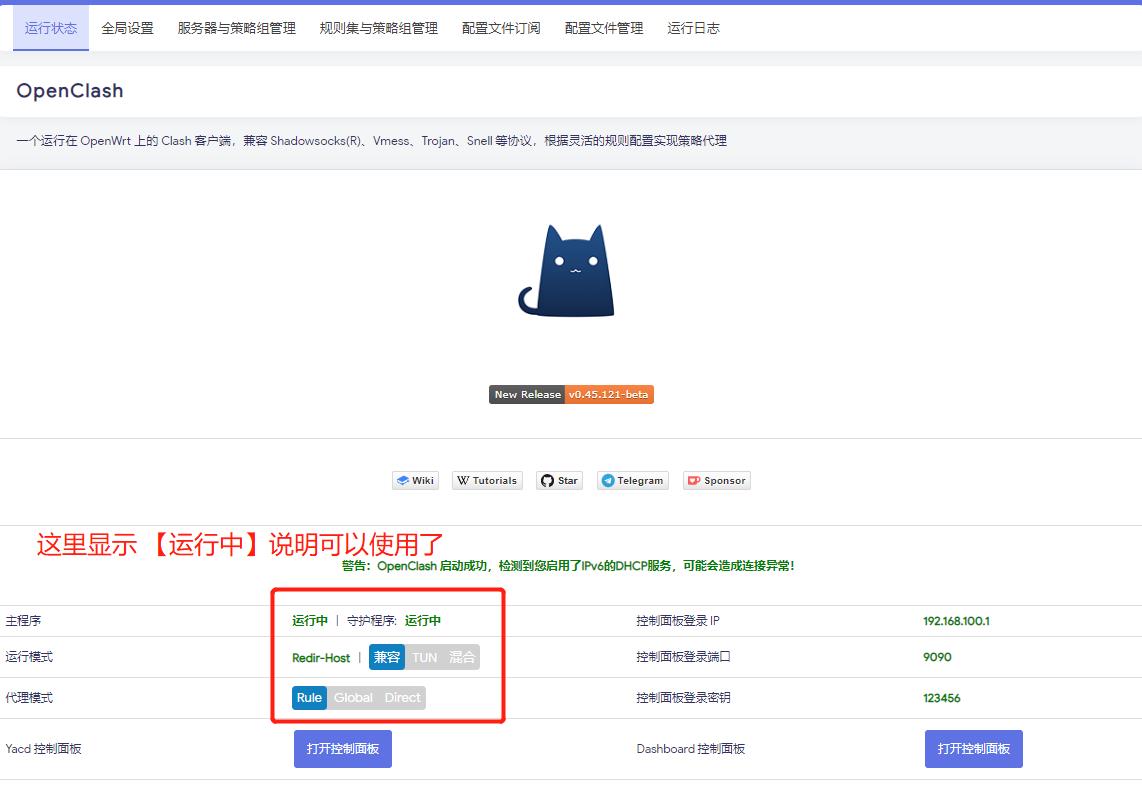 运行状态 全局设置 服务器与策略组管理 规则集与策略组管理 配置文件订阅 配置文件管理 运行日志
OpenClash
一个运行在 OpenWrt 上的 Clash 客户端，兼容 Shadowsocks(R)、Vmess、Trojan、Snell 等协议，根据灵活的规则配置实现策略代理
New Release v0.45.121-beta
Wiki Tutorials Star Telegram Sponsor
这里显示 【运行中】说明可以使用了
警告：OpenClash 启动成功，检测到您启用了IPv6的DHCP服务，可能会造成连接异常！
主程序 运行中 | 守护程序: 运行中 控制面板登录 IP 192.168.100.1
运行模式 Redir-Host | 兼容 TUN 混合 控制面板登录端口 9090
代理模式 Rule Global Direct 控制面板登录密钥 123456
Yacd 控制面板 打开控制面板 Dashboard 控制面板 打开控制面板